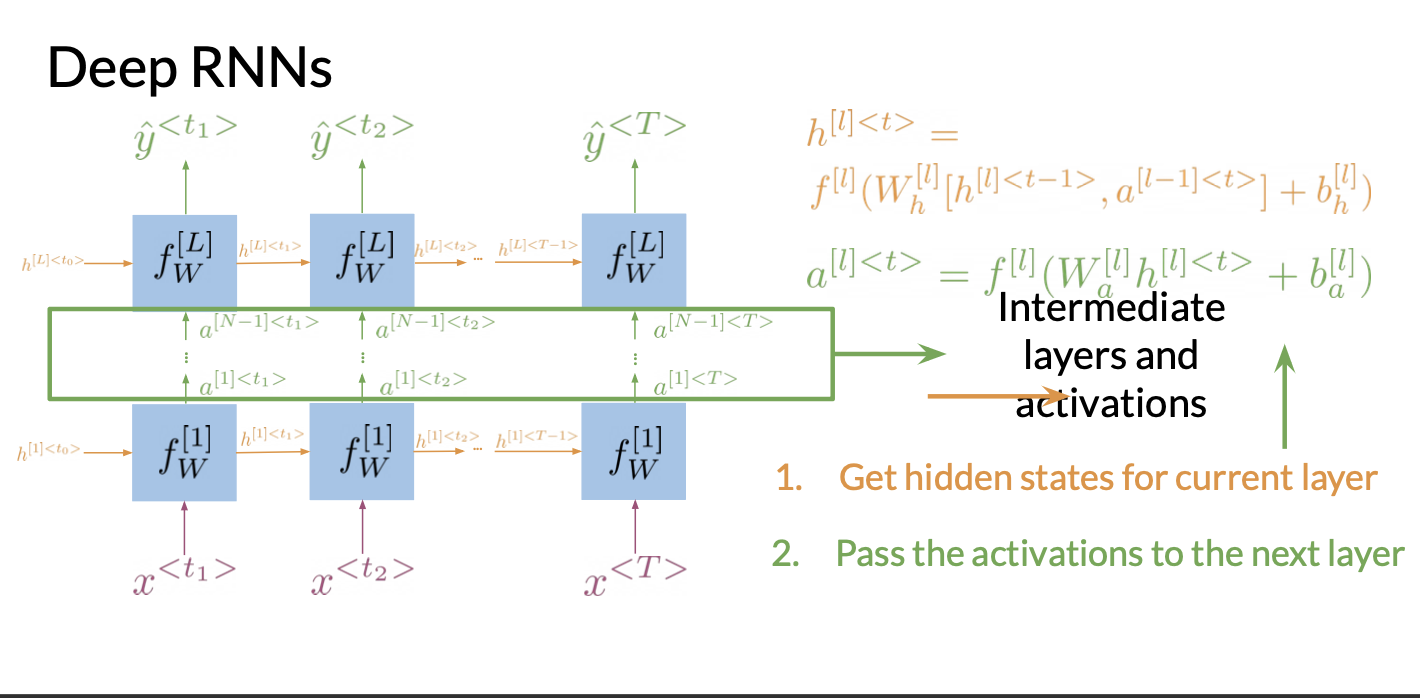 Deep RNNs
ŷ^{<t_1>} ŷ^{<t_2>} ŷ^{<T>}
h^{[L]<t_0>} f_W^{[L]} h^{[L]<t_1>} f_W^{[L]} h^{[L]<t_2>} ... h^{[L]<T-1>} f_W^{[L]}
a^{[N-1]<t_1>} a^{[N-1]<t_2>} a^{[N-1]<T>}
⋮ ⋮ ⋮
a^{[1]<t_1>} a^{[1]<t_2>} a^{[1]<T>}
h^{[1]<t_0>} f_W^{[1]} h^{[1]<t_1>} f_W^{[1]} h^{[1]<t_2>} ... h^{[1]<T-1>} f_W^{[1]}
x^{<t_1>} x^{<t_2>} x^{<T>}
h^{[l]<t>} =
f^{[l]}(W_h^{[l]}[h^{[l]<t-1>}, a^{[l-1]<t>}] + b_h^{[l]})
a^{[l]<t>} = f^{[l]}(W_a^{[l]}h^{[l]<t>} + b_a^{[l]})
Intermediate
layers and
activations
1. Get hidden states for current layer
2. Pass the activations to the next layer